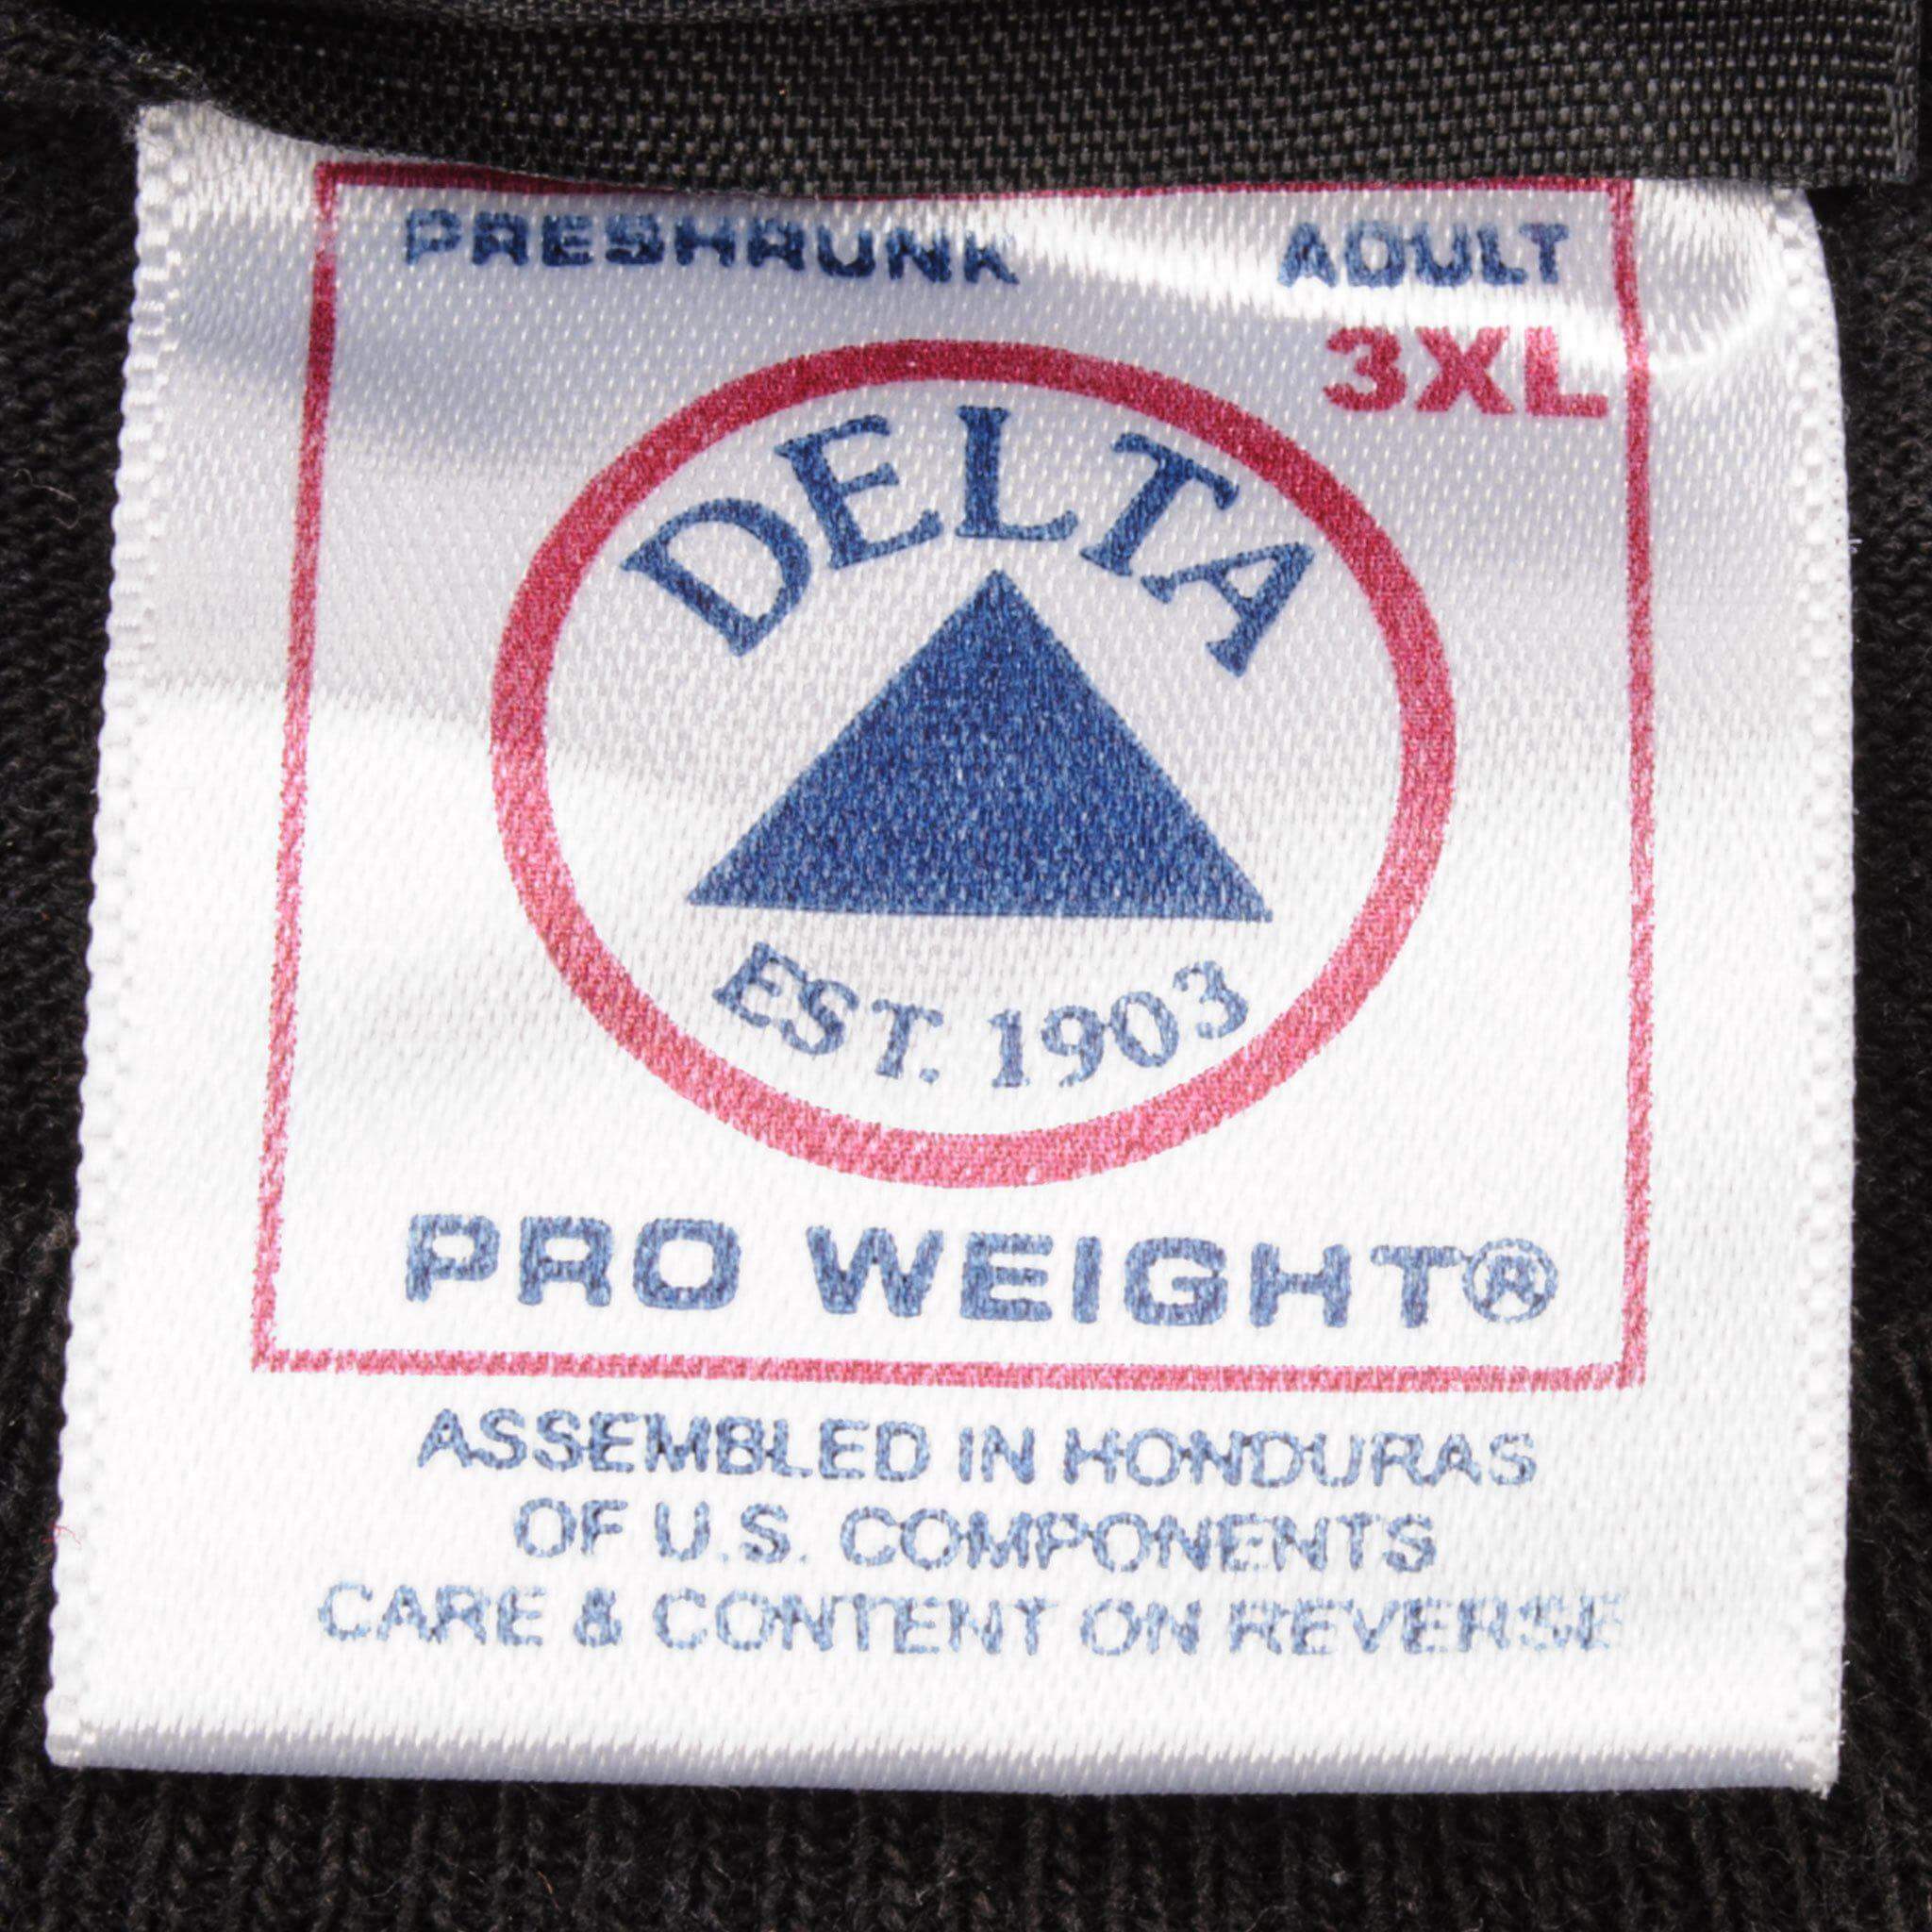 PRESHRUNK ADULT
3XL
DELTA
EST. 1903
PRO WEIGHT®
ASSEMBLED IN HONDURAS
OF U.S. COMPONENTS
CARE & CONTENT ON REVERSE